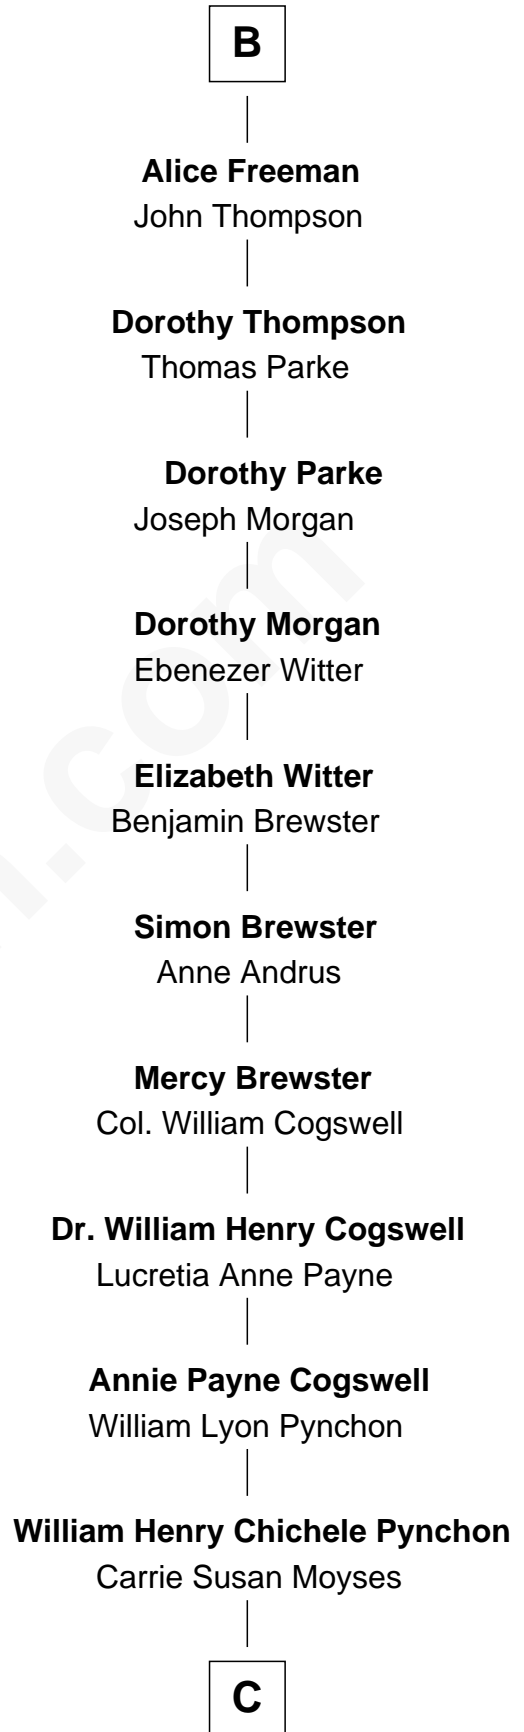 B
Alice Freeman
John Thompson
Dorothy Thompson
Thomas Parke
Dorothy Parke
Joseph Morgan
Dorothy Morgan
Ebenezer Witter
Elizabeth Witter
Benjamin Brewster
Simon Brewster
Anne Andrus
Mercy Brewster
Col. William Cogswell
Dr. William Henry Cogswell
Lucretia Anne Payne
Annie Payne Cogswell
William Lyon Pynchon
William Henry Chichele Pynchon
Carrie Susan Moyses
C